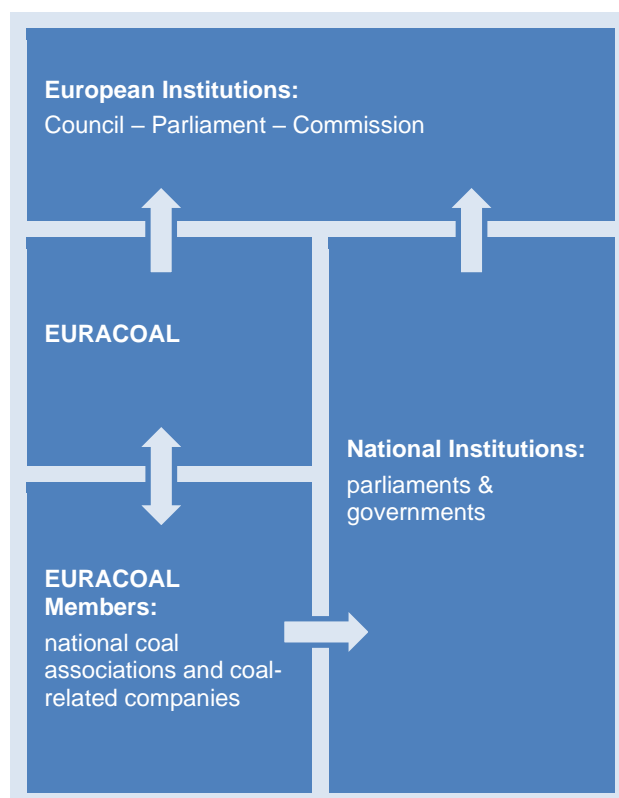 European Institutions:
Council – Parliament – Commission
EURACOAL
National Institutions:
parliaments &
governments
EURACOAL
Members:
national coal
associations and coal-
related companies